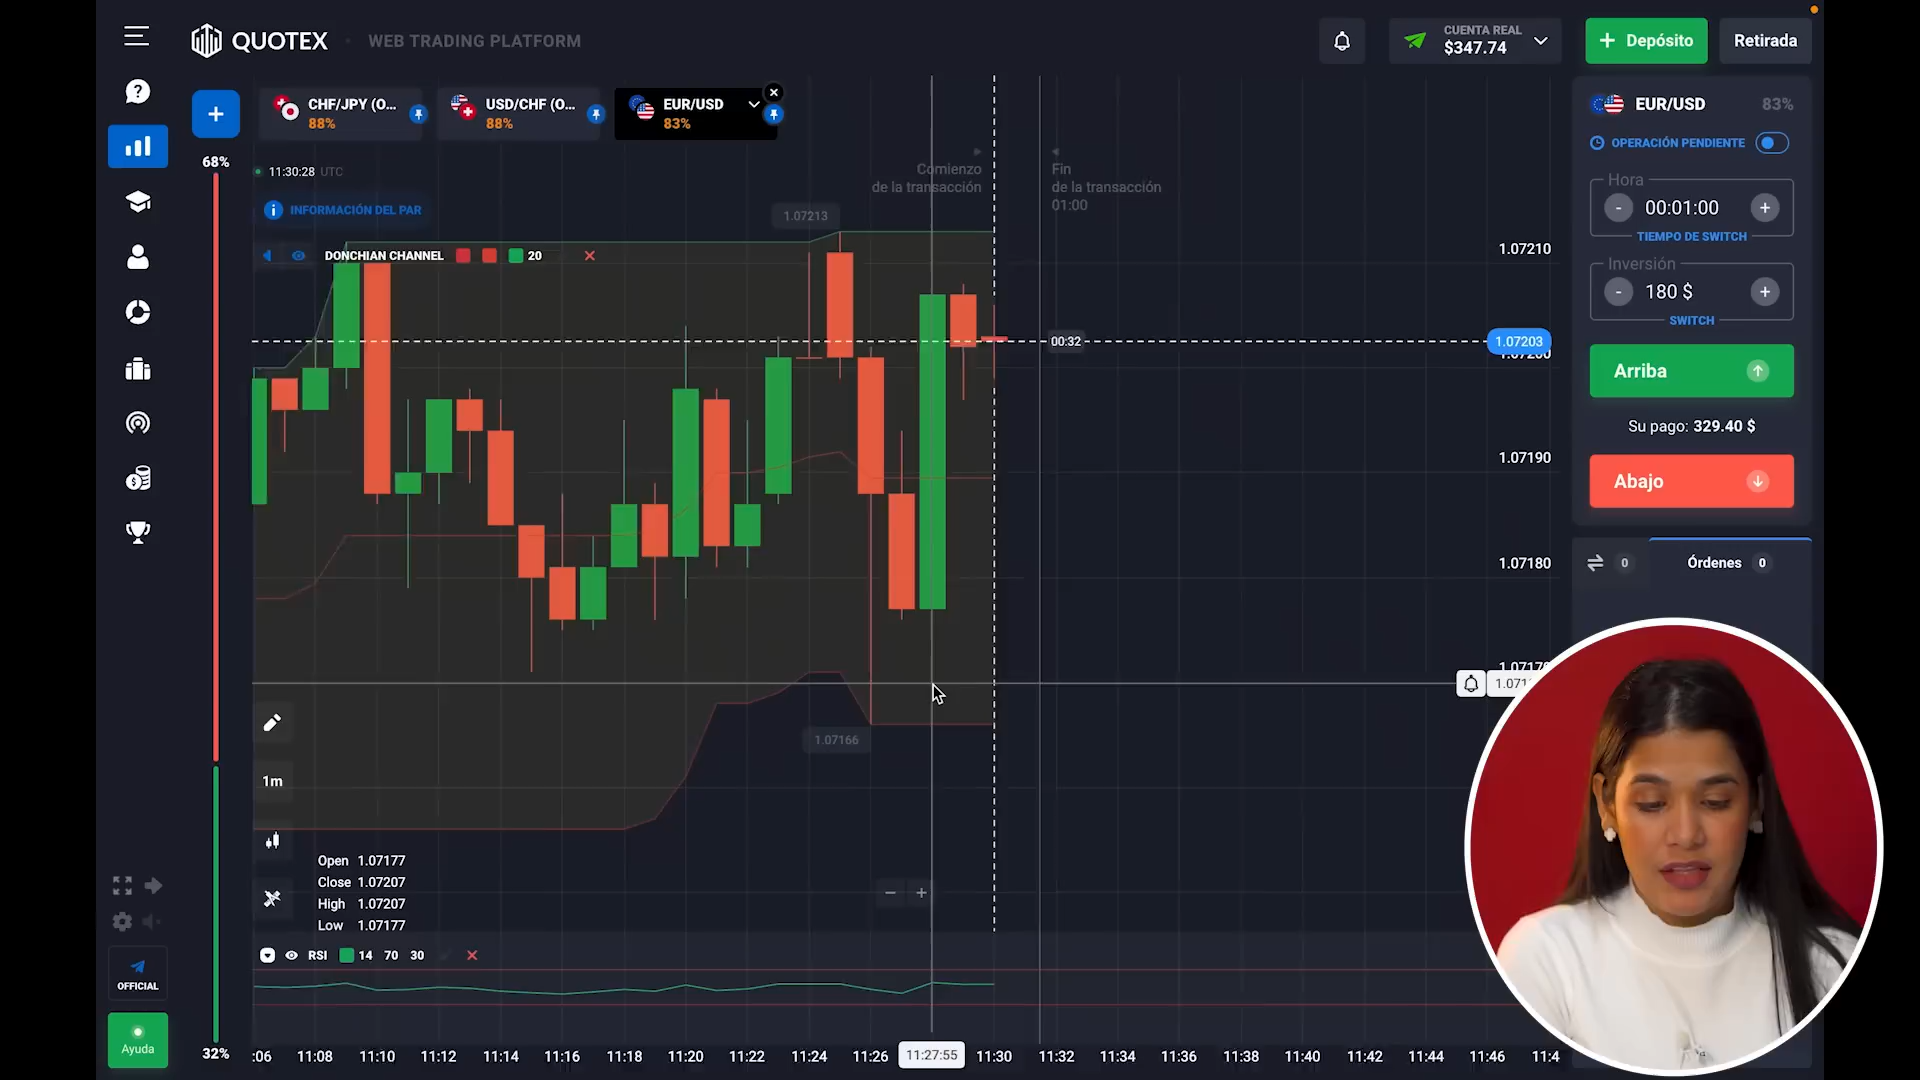 QUOTEX
WEB TRADING PLATFORM
CUENTA REAL
$347.74
+ Depósito
Retirada
CHF/JPY (O...
88%
USD/CHF (O...
88%
EUR/USD
83%
EUR/USD
83%
OPERACIÓN PENDIENTE
68%
11:30:28 UTC
INFORMACIÓN DEL PAR
Comienzo
de la transacción
Fin
de la transacción
01:00
Hora
- 00:01:00 +
TIEMPO DE SWITCH
1.07213
DONCHIAN CHANNEL 20
1.07210
Inversión
- 180 $ +
SWITCH
00:32
1.07203
1.07200
Arriba
Su pago: 329.40 $
1.07190
Abajo
1.07180
0
Órdenes 0
1.07170
1.07166
1m
Open 1.07177
Close 1.07207
High 1.07207
Low 1.07177
- +
RSI 14 70 30
OFFICIAL
Ayuda
32%
:06 11:08 11:10 11:12 11:14 11:16 11:18 11:20 11:22 11:24 11:26 11:27:55 11:30 11:32 11:34 11:36 11:38 11:40 11:42 11:44 11:46 11:4